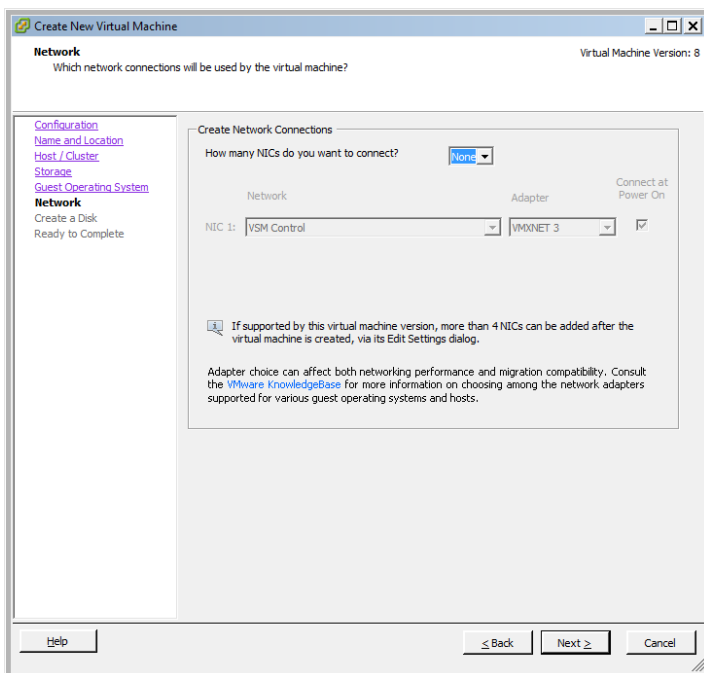 Create New Virtual Machine
Network
Which network connections will be used by the virtual machine?
Virtual Machine Version: 8
Configuration
Name and Location
Host / Cluster
Storage
Guest Operating System
Network
Create a Disk
Ready to Complete
Create Network Connections
How many NICs do you want to connect?
None
Network
Adapter
Connect at
Power On
NIC 1:
VSM Control
VMXNET 3
If supported by this virtual machine version, more than 4 NICs can be added after the
virtual machine is created, via its Edit Settings dialog.
Adapter choice can affect both networking performance and migration compatibility. Consult
the VMware KnowledgeBase for more information on choosing among the network adapters
supported for various guest operating systems and hosts.
Help
< Back
Next >
Cancel